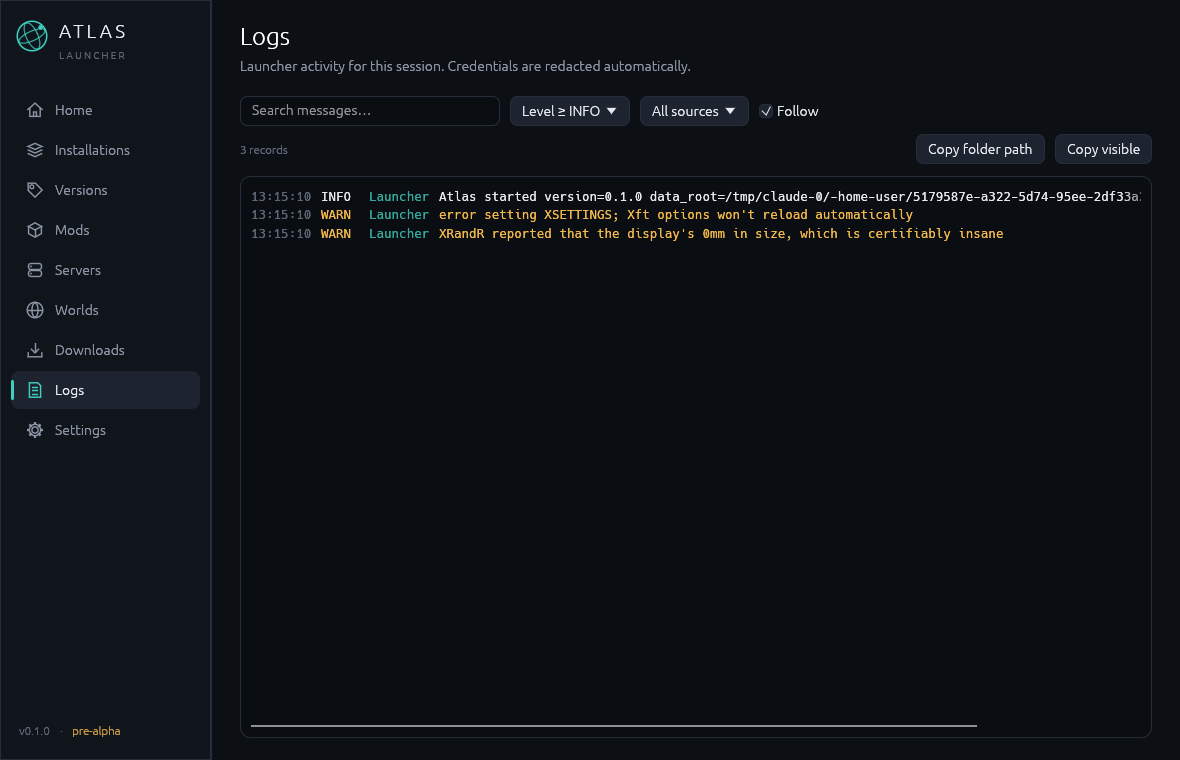 ATLAS
LAUNCHER
Home
Installations
Versions
Mods
Servers
Worlds
Downloads
Logs
Settings
v0.1.0 · pre-alpha
Logs
Launcher activity for this session. Credentials are redacted automatically.
Search messages...
Level ≥ INFO
All sources
Follow
3 records
Copy folder path
Copy visible
13:15:10 INFO Launcher Atlas started version=0.1.0 data_root=/tmp/claude-0/-home-user/5179587e-a322-5d74-95ee-2df33a
13:15:10 WARN Launcher error setting XSETTINGS; Xft options won't reload automatically
13:15:10 WARN Launcher XRandR reported that the display's 0mm in size, which is certifiably insane